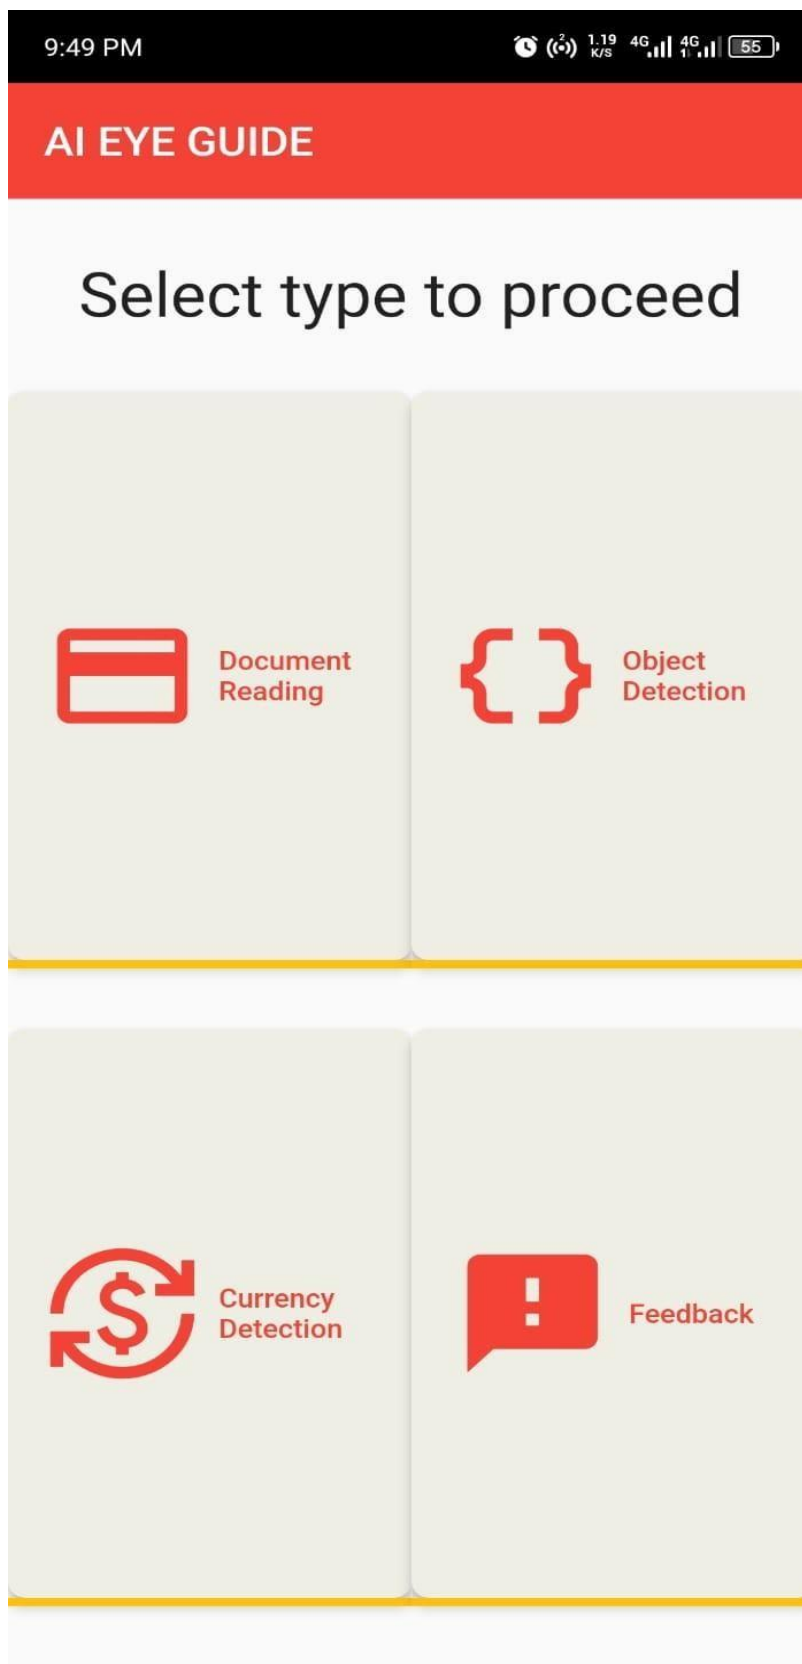 9:49 PM
2
1.19
K/S
4G
4G
55
AI EYE GUIDE
Select type to proceed
Document
Reading
Object
Detection
$
Currency
Detection
!
Feedback